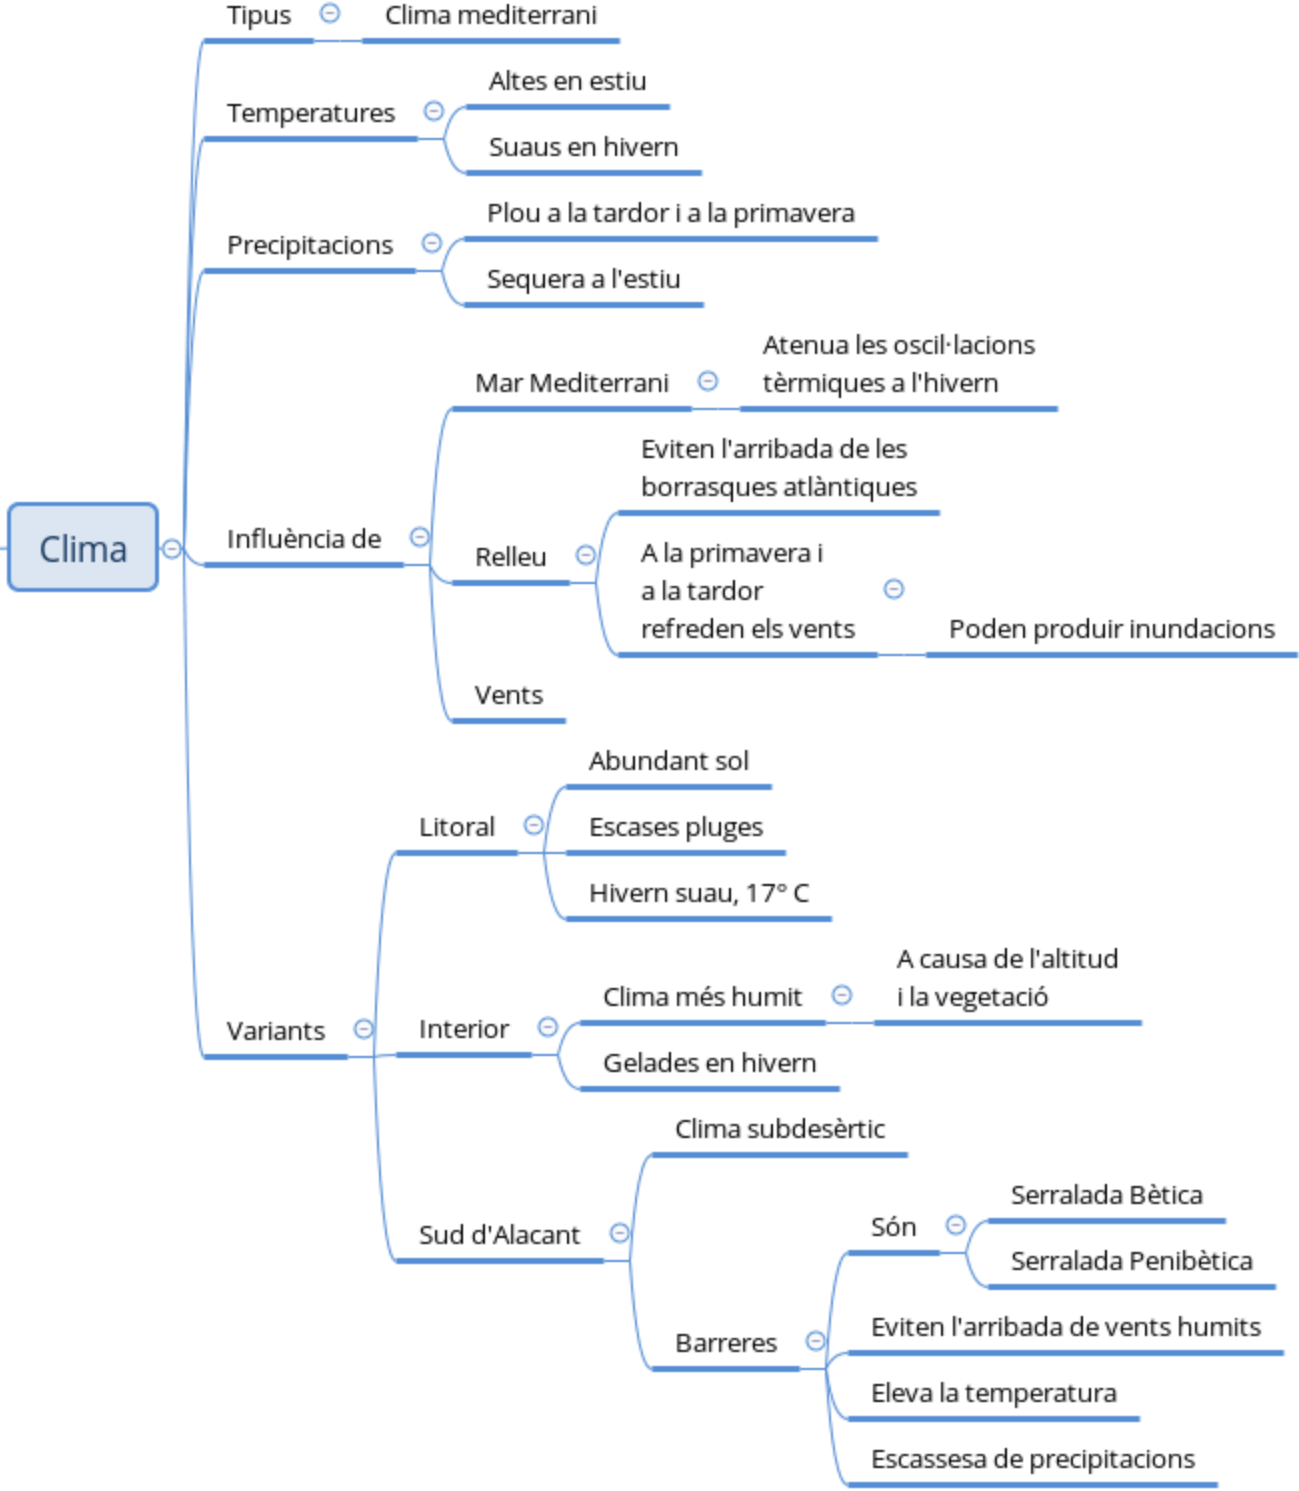 Tipus
Clima mediterrani
Temperatures
Altes en estiu
Suaus en hivern
Precipitacions
Plou a la tardor i a la primavera
Sequera a l'estiu
Clima
Influència de
Mar Mediterrani
Atenua les oscil·lacions
tèrmiques a l'hivern
Relleu
Eviten l'arribada de les
borrasques atlàntiques
A la primavera i
a la tardor
refreden els vents
Poden produir inundacions
Vents
Variants
Litoral
Abundant sol
Escases pluges
Hivern suau, 17° C
Interior
Clima més humit
A causa de l'altitud
i la vegetació
Gelades en hivern
Sud d'Alacant
Clima subdesèrtic
Barreres
Són
Serralada Bètica
Serralada Penibètica
Eviten l'arribada de vents humits
Eleva la temperatura
Escassesa de precipitacions